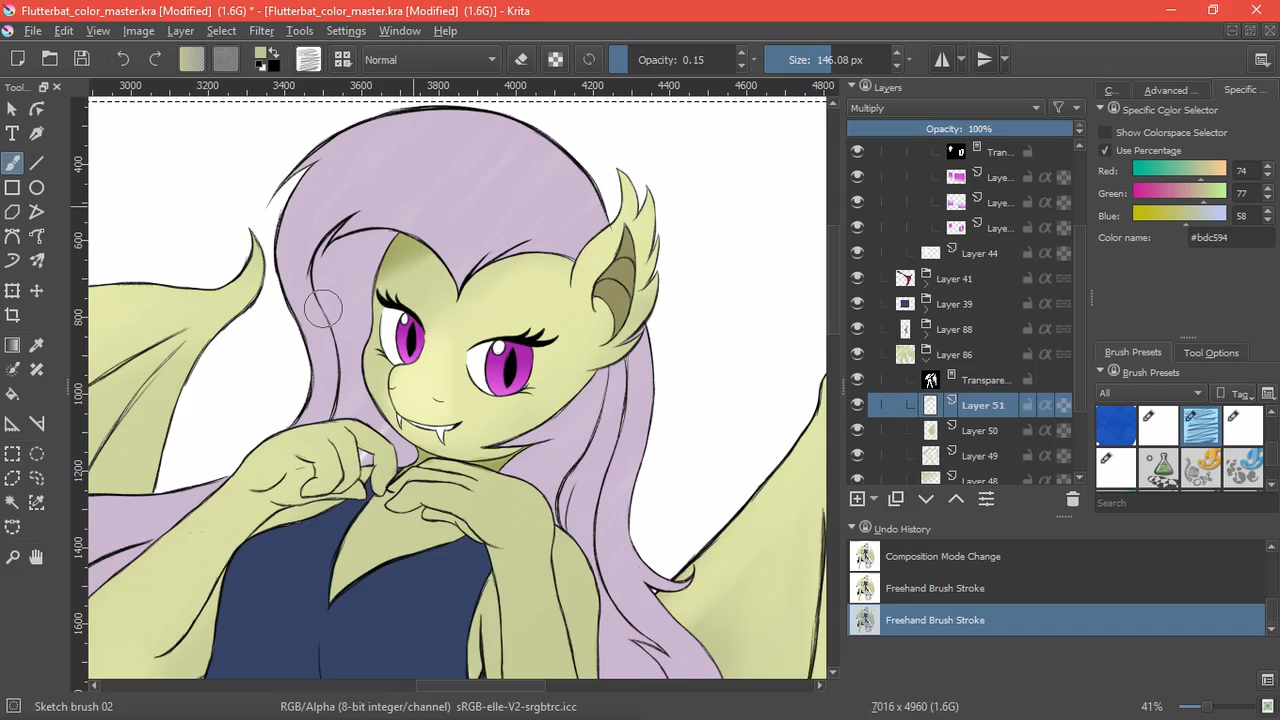 Flutterbat_color_master.kra [Modified] (1.6G) * - [Flutterbat_color_master.kra [Modified] (1.6G)] - Krita
File Edit View Image Layer Select Filter Tools Settings Window Help
Normal Opacity: 0.15 Size: 146.08 px
Tool...
3000 3200 3400 3600 3800 4000 4200 4400 4600 4800
400
600
800
1000
1200
1400
1600
Layers
Multiply
Opacity: 100%
Tran...
Laye...
Laye...
Laye...
Layer 44
Layer 41
Layer 39
Layer 88
Layer 86
Transpare...
Layer 51
Layer 50
Layer 49
Layer 48
Undo History
Composition Mode Change
Freehand Brush Stroke
Freehand Brush Stroke
C... Advanced ... Specific ...
Specific Color Selector
Show Colorspace Selector
Use Percentage
Red: 74
Green: 77
Blue: 58
Color name: #bdc594
Brush Presets Tool Options
Brush Presets
All Tag
Search
Sketch brush 02 RGB/Alpha (8-bit integer/channel) sRGB-elle-V2-srgbtrc.icc 7016 x 4960 (1.6G) 41%